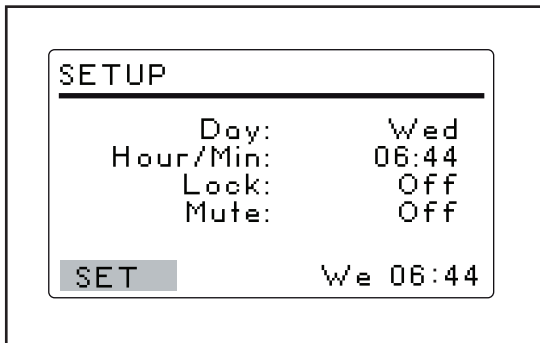 SETUP
Day: Wed
Hour/Min: 06:44
Lock: Off
Mute: Off
SET We 06:44